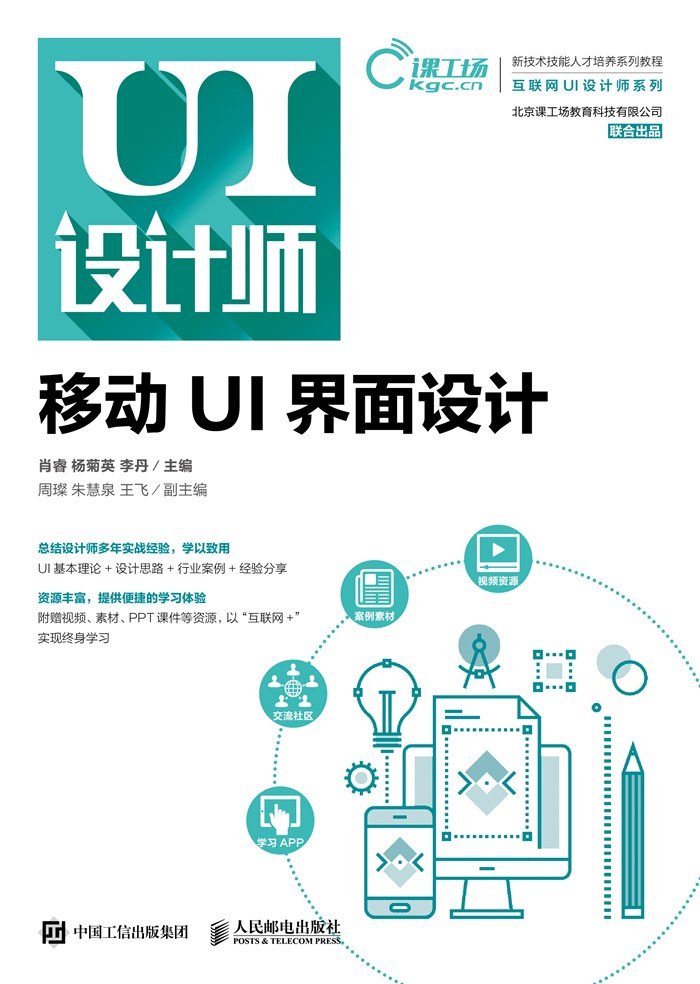 课工场
kgc.cn
新技术技能人才培养系列教程
互联网UI设计师系列
北京课工场教育科技有限公司
联合出品
UI
设计师
移动 UI 界面设计
肖睿 杨菊英 李丹 / 主编
周璨 朱慧泉 王飞 / 副主编
总结设计师多年实战经验，学以致用
UI 基本理论 + 设计思路 + 行业案例 + 经验分享
资源丰富，提供便捷的学习体验
附赠视频、素材、PPT 课件等资源，以“互联网 +”
实现终身学习
视频资源
案例素材
交流社区
学习 APP
中国工信出版集团
人民邮电出版社
POSTS & TELECOM PRESS